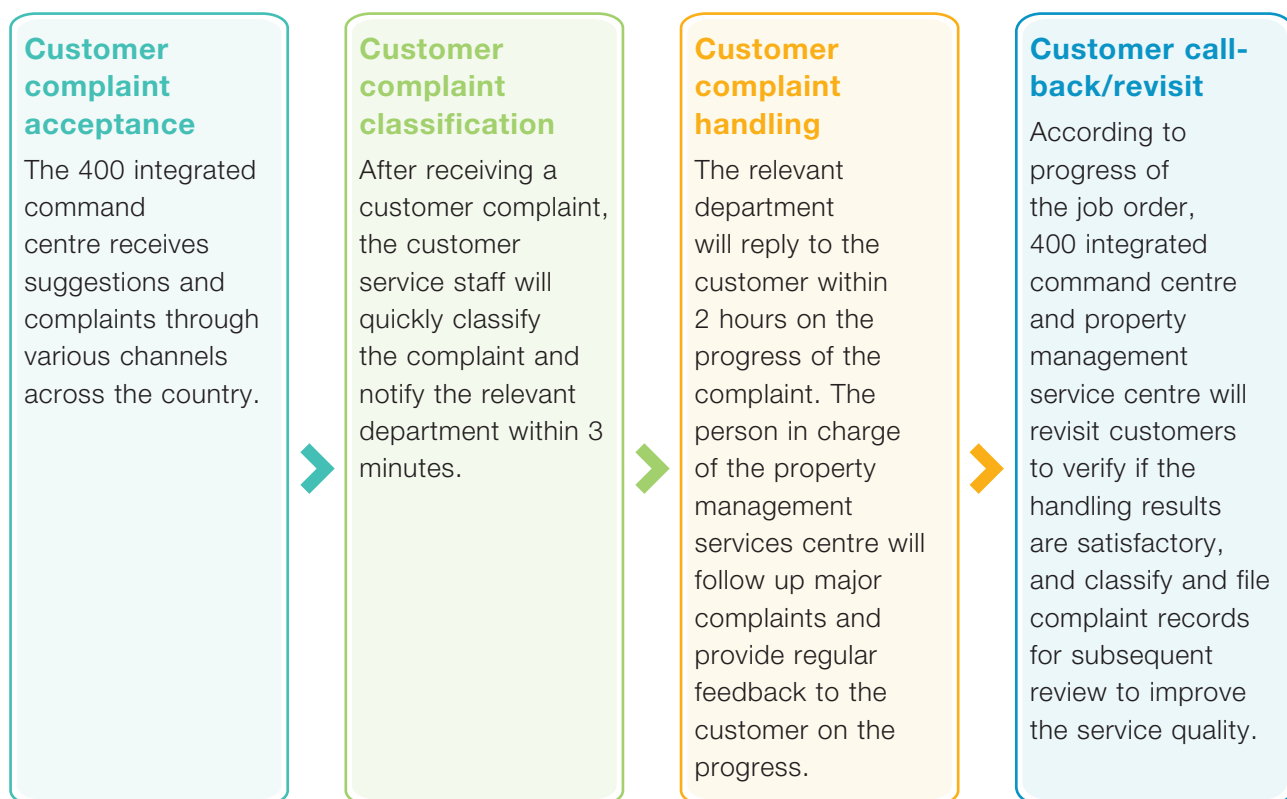 Customer
complaint
acceptance
The 400 integrated
command
centre receives
suggestions and
complaints through
various channels
across the country.
Customer
complaint
classification
After receiving a
customer complaint,
the customer
service staff will
quickly classify
the complaint and
notify the relevant
department within 3
minutes.
Customer
complaint
handling
The relevant
department
will reply to the
customer within
2 hours on the
progress of the
complaint. The
person in charge
of the property
management
services centre will
follow up major
complaints and
provide regular
feedback to the
customer on the
progress.
Customer call-
back/revisit
According to
progress of
the job order,
400 integrated
command centre
and property
management
service centre will
revisit customers
to verify if the
handling results
are satisfactory,
and classify and file
complaint records
for subsequent
review to improve
the service quality.